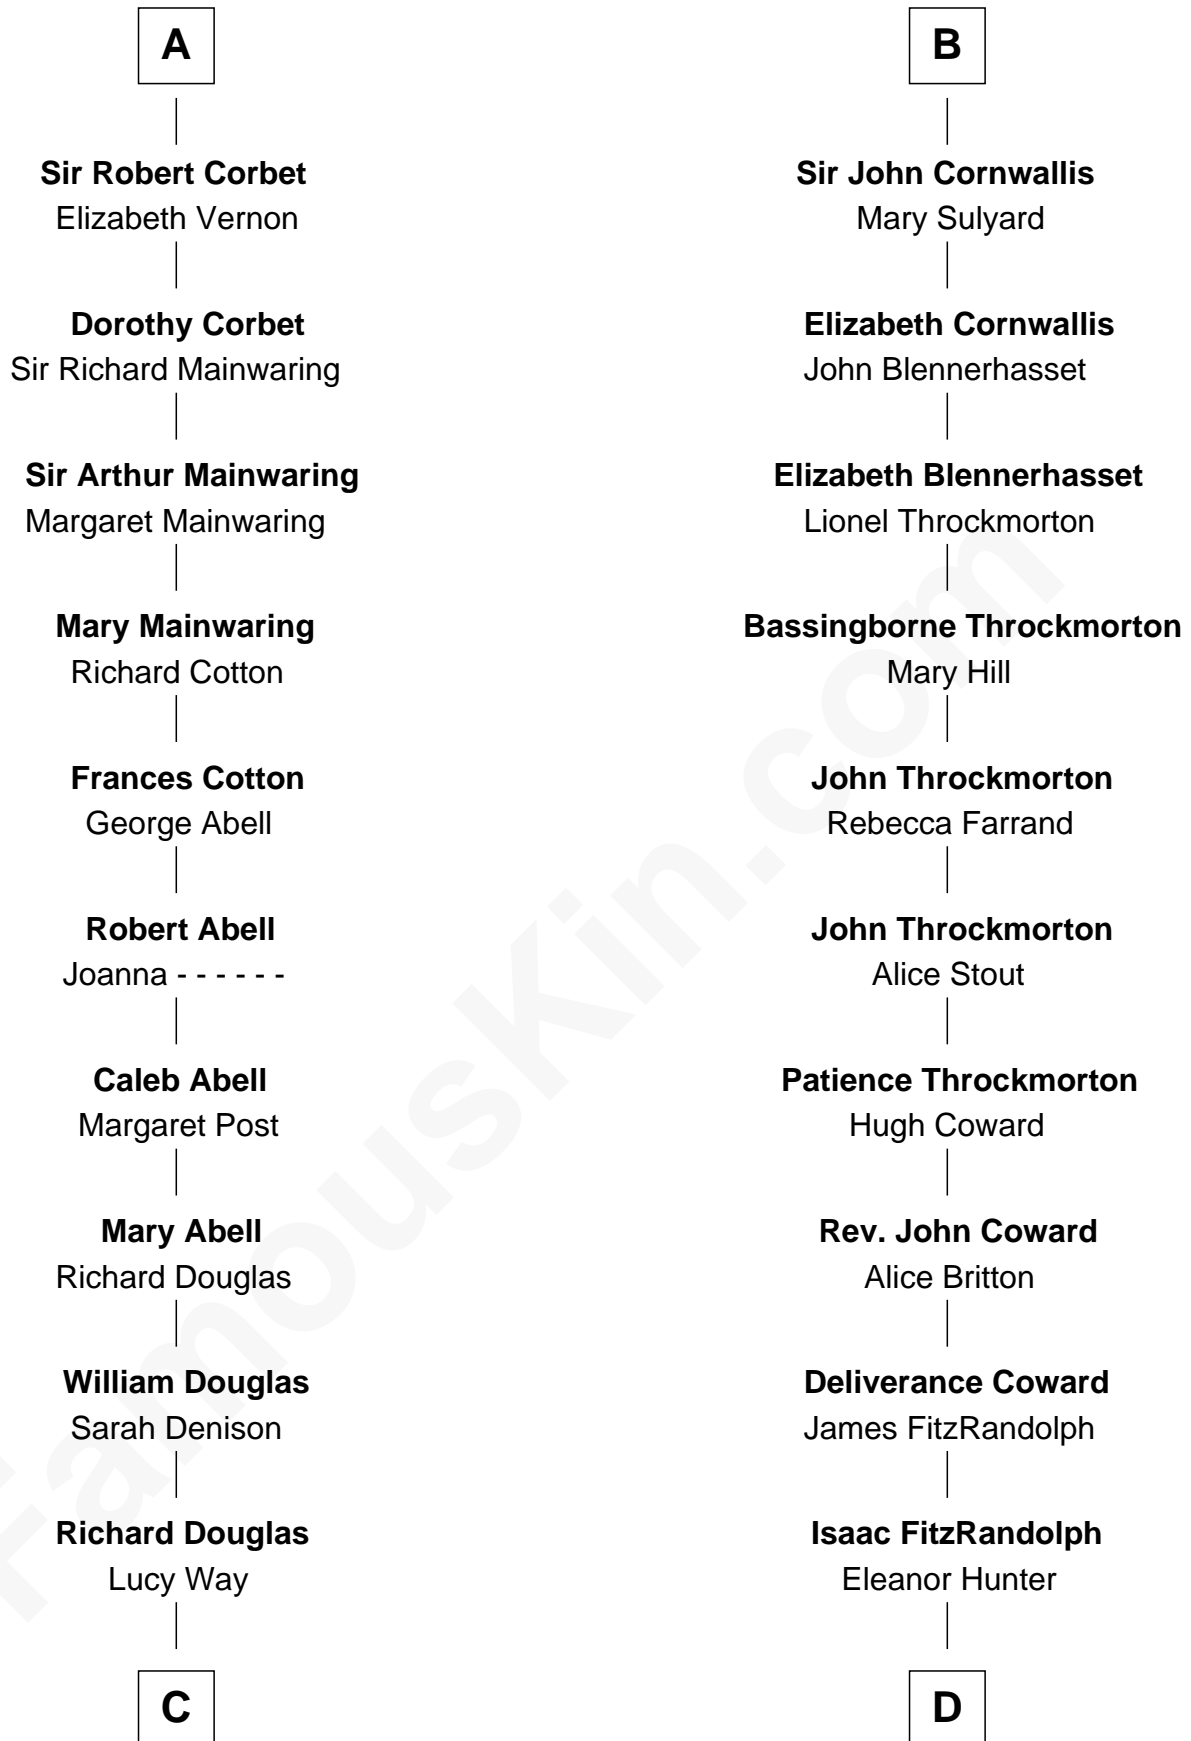 A
Sir Robert Corbet
Elizabeth Vernon
Dorothy Corbet
Sir Richard Mainwaring
Sir Arthur Mainwaring
Margaret Mainwaring
Mary Mainwaring
Richard Cotton
Frances Cotton
George Abell
Robert Abell
Joanna - - - - - -
Caleb Abell
Margaret Post
Mary Abell
Richard Douglas
William Douglas
Sarah Denison
Richard Douglas
Lucy Way
C
B
Sir John Cornwallis
Mary Sulyard
Elizabeth Cornwallis
John Blennerhasset
Elizabeth Blennerhasset
Lionel Throckmorton
Bassingborne Throckmorton
Mary Hill
John Throckmorton
Rebecca Farrand
John Throckmorton
Alice Stout
Patience Throckmorton
Hugh Coward
Rev. John Coward
Alice Britton
Deliverance Coward
James FitzRandolph
Isaac FitzRandolph
Eleanor Hunter
D
FamousKin.com